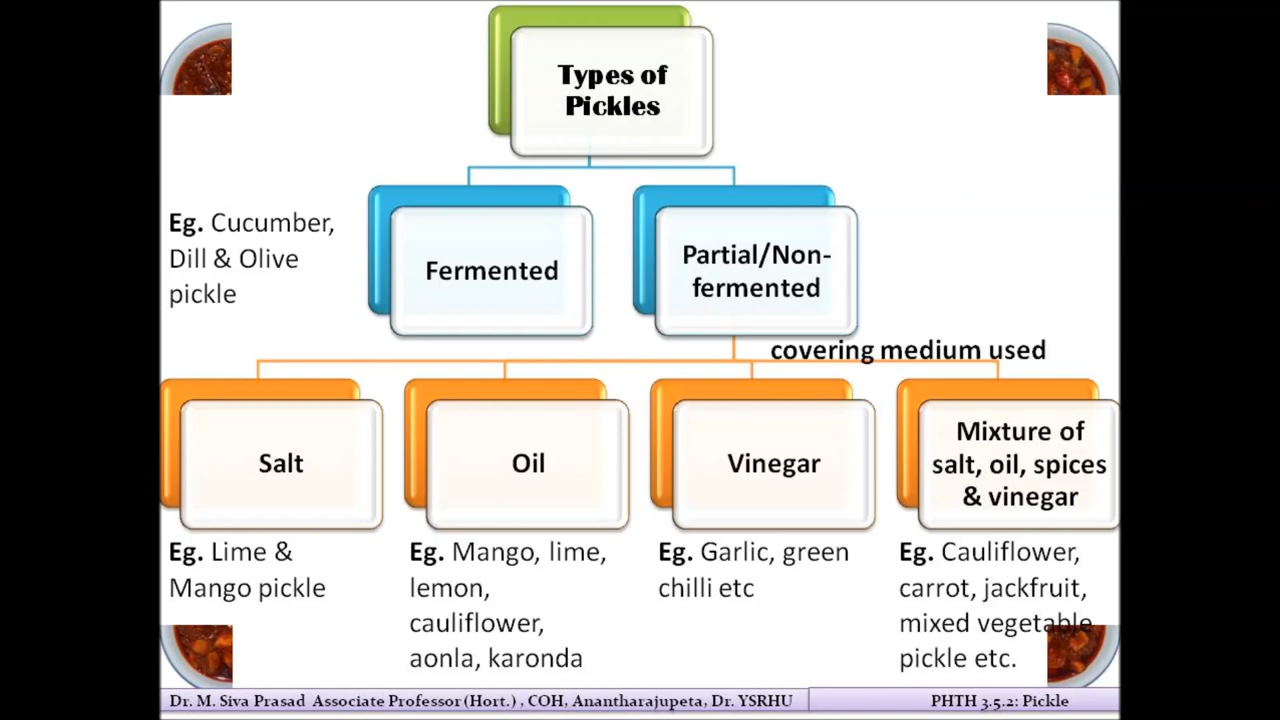 Types of
Pickles
Eg. Cucumber,
Dill & Olive
pickle
Fermented
Partial/Non-
fermented
covering medium used
Salt
Oil
Vinegar
Mixture of
salt, oil, spices
& vinegar
Eg. Lime &
Mango pickle
Eg. Mango, lime,
lemon,
cauliflower,
aonla, karonda
Eg. Garlic, green
chilli etc
Eg. Cauliflower,
carrot, jackfruit,
mixed vegetable
pickle etc.
Dr. M. Siva Prasad Associate Professor (Hort.) , COH, Anantharajupeta, Dr. YSRHU
PHTH 3.5.2: Pickle